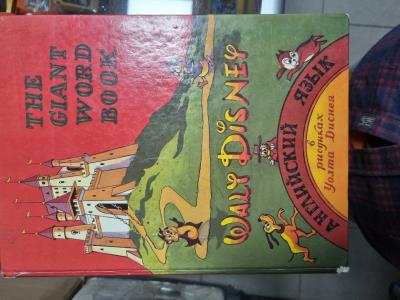 THE
GIANT
WORD
BOOK
WALT DISNEY
АНГЛИЙСКИЙ ЯЗЫК
в
рисунках
Уолта Диснея